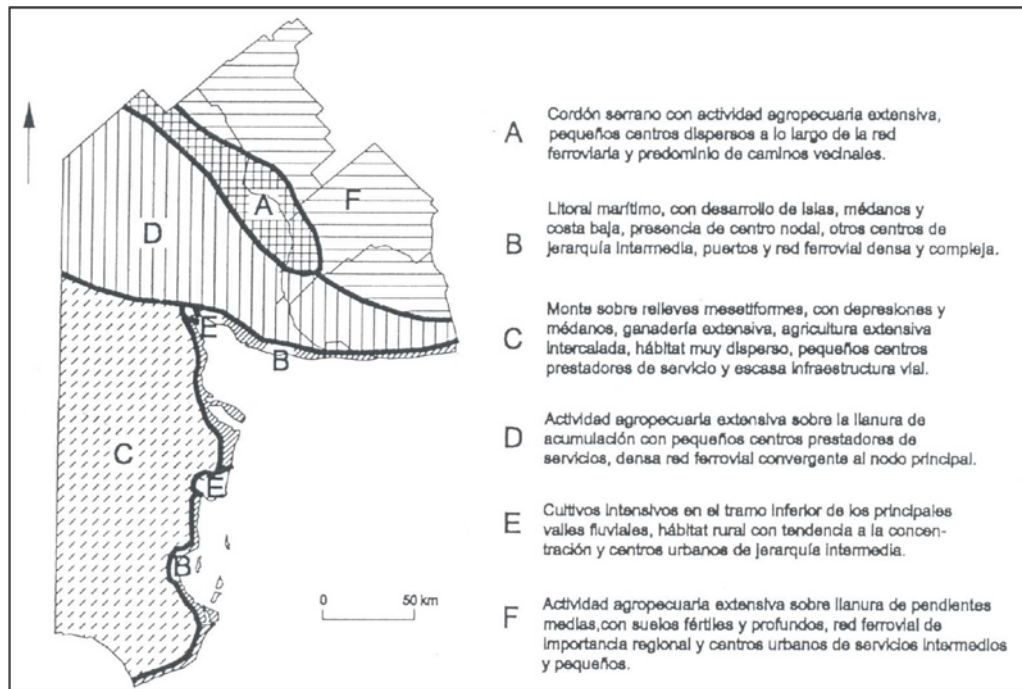 A
Cordón serrano con actividad agropecuaria extensiva,
pequeños centros dispersos a lo largo de la red
ferroviaria y predominio de caminos vecinales.
B
Litoral marítimo, con desarrollo de islas, médanos y
costa baja, presencia de centro nodal, otros centros de
jerarquía intermedia, puertos y red ferrovial densa y compleja.
C
Monte sobre relieves mesetiformes, con depresiones y
médanos, ganadería extensiva, agricultura extensiva
intercalada, hábitat muy disperso, pequeños centros
prestadores de servicio y escasa infraestructura vial.
D
Actividad agropecuaria extensiva sobre la llanura de
acumulación con pequeños centros prestadores de
servicios, densa red ferrovial convergente al nodo principal.
E
Cultivos intensivos en el tramo inferior de los principales
valles fluviales, hábitat rural con tendencia a la concen-
tración y centros urbanos de jerarquía intermedia.
F
Actividad agropecuaria extensiva sobre llanura de pendientes
medias,con suelos fértiles y profundos, red ferrovial de
importancia regional y centros urbanos de servicios intermedios
y pequeños.
A
F
D
E
B
C
E
B
0 50 km